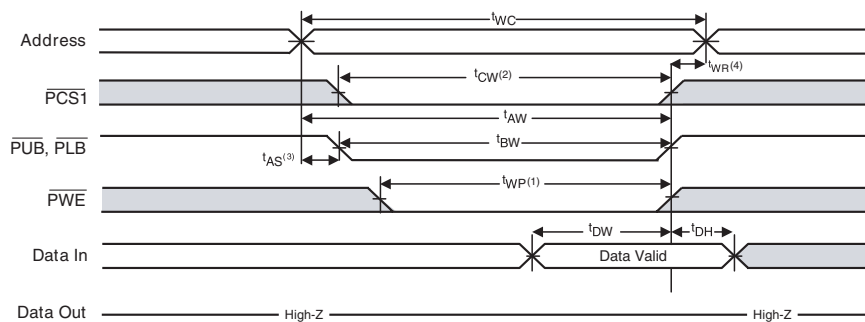 tWC
Address
tCW(2)
tWR(4)
PCS1
tAW
PUB, PLB
tBW
tAS(3)
PWE
tWP(1)
tDW
tDH
Data In
Data Valid
Data Out
High-Z
High-Z